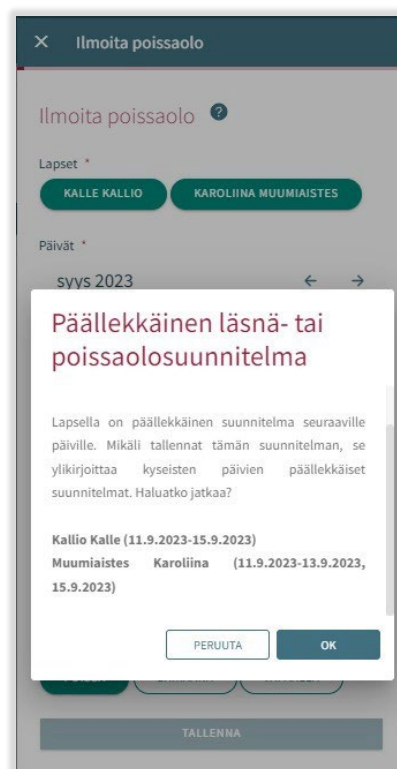 Ilmoita poissaolo
Ilmoita poissaolo
Lapset *
KALLE KALLIO KAROLIINA MUUMIAISTES
Päivät *
syys 2023
Päällekkäinen läsnä- tai
poissaolosuunnitelma
Lapsella on päällekkäinen suunnitelma seuraaville
päiville. Mikäli tallennat tämän suunnitelman, se
ylikirjoittaa kyseisten päivien päällekkäiset
suunnitelmat. Haluatko jatkaa?
Kallio Kalle (11.9.2023-15.9.2023)
Muumiaistes Karoliina (11.9.2023-13.9.2023,
15.9.2023)
PERUUTA OK
TALLENNA